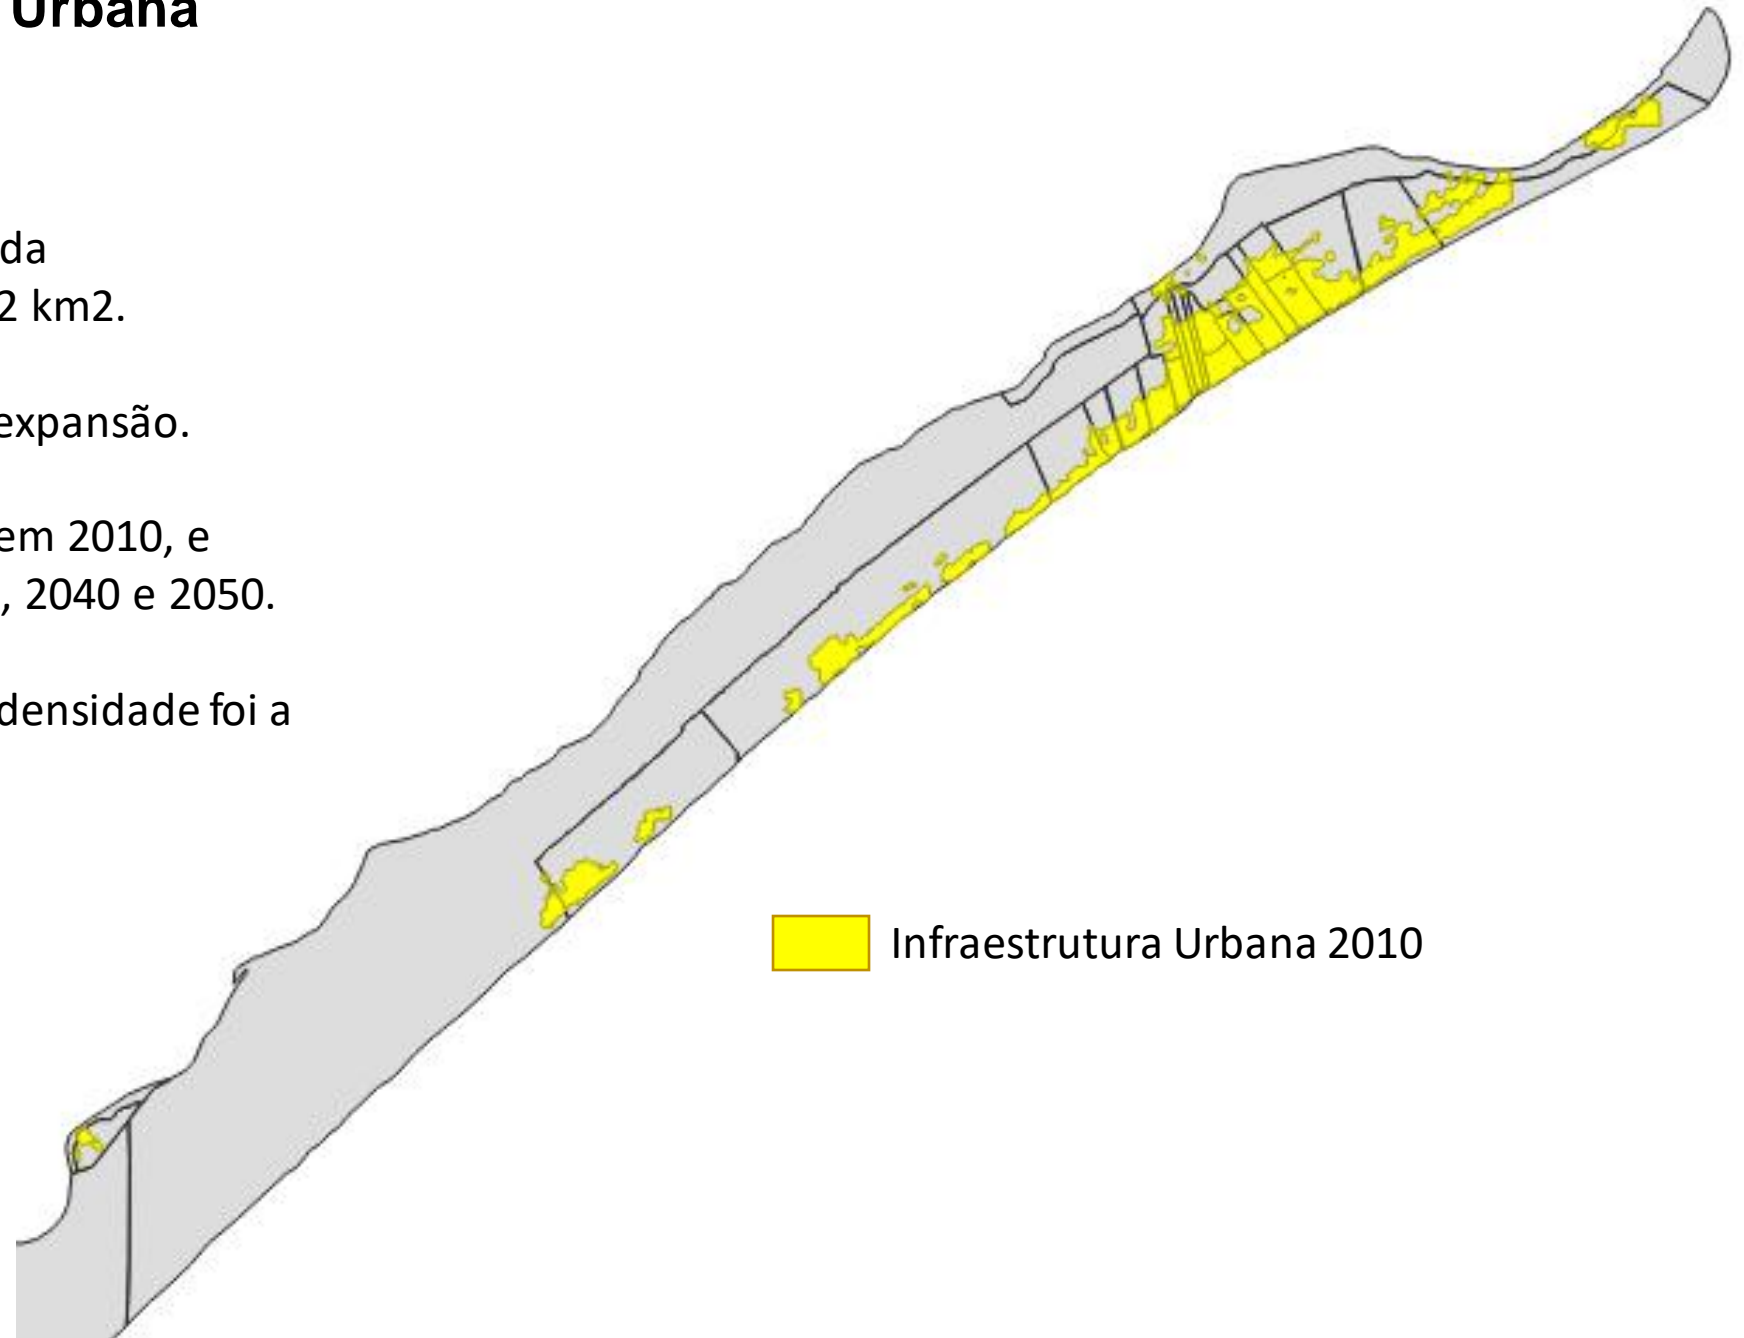 Urbana
da
2 km2.
expansão.
em 2010, e
, 2040 e 2050.
densidade foi a
Infraestrutura Urbana 2010